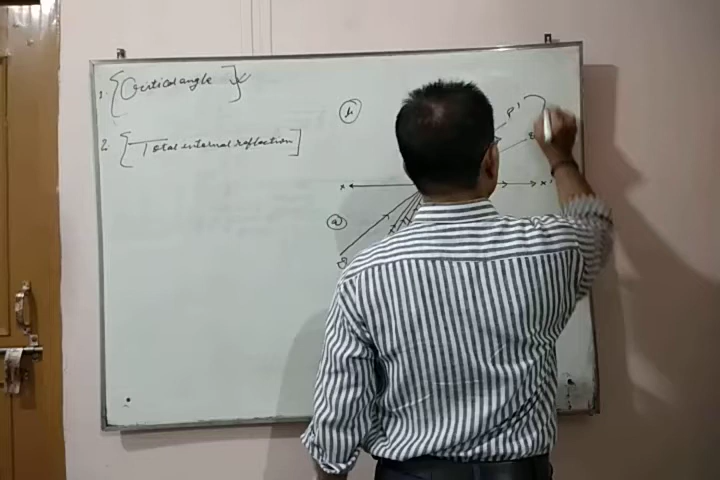 1. {Critical angle}
2. {Total internal reflection]
b
P'
x x'
a